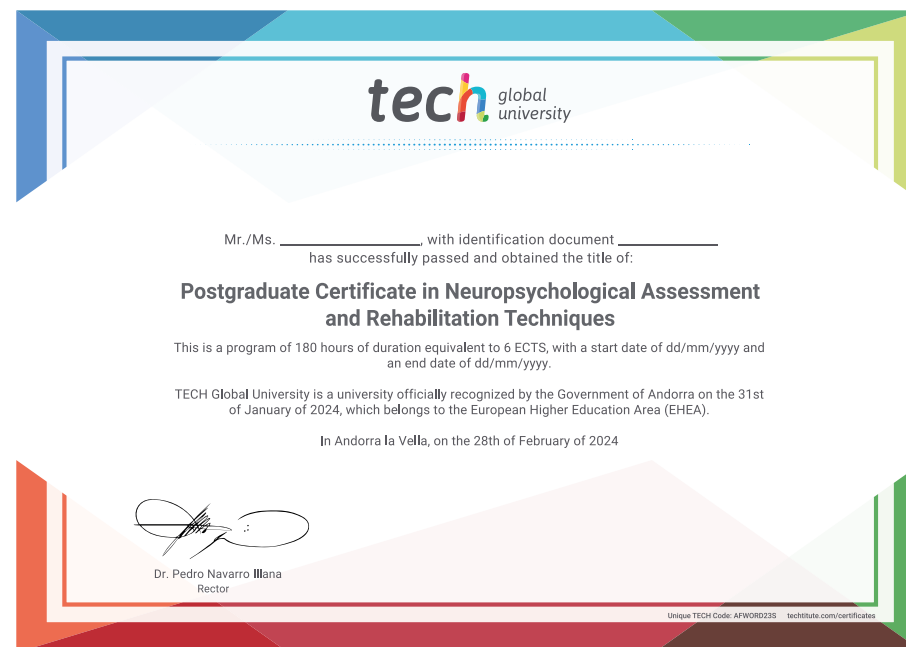 tech global
university
Mr./Ms. ____________, with identification document ____________
has successfully passed and obtained the title of:
Postgraduate Certificate in Neuropsychological Assessment
and Rehabilitation Techniques
This is a program of 180 hours of duration equivalent to 6 ECTS, with a start date of dd/mm/yyyy and
an end date of dd/mm/yyyy.
TECH Global University is a university officially recognized by the Government of Andorra on the 31st
of January of 2024, which belongs to the European Higher Education Area (EHEA).
In Andorra la Vella, on the 28th of February of 2024
Dr. Pedro Navarro Illana
Rector
Unique TECH Code: AFWORD23S techtitute.com/certificates